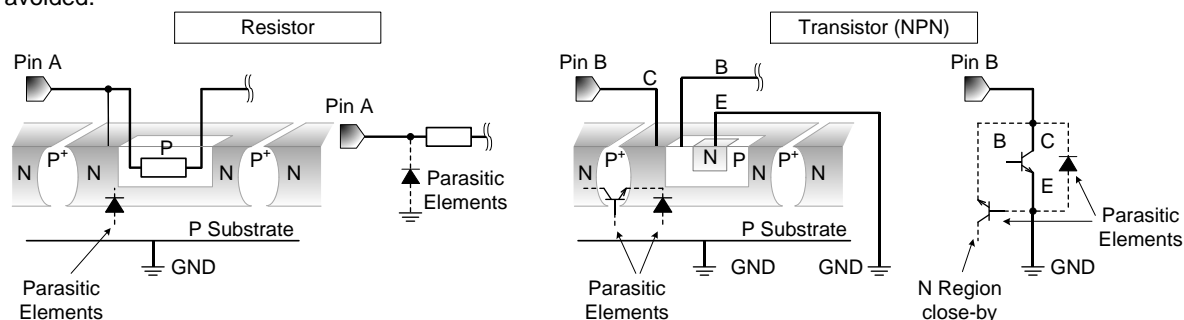 avoided.
Resistor
Transistor (NPN)
Pin A
Pin A
Pin B
C
B
E
Pin B
P
N
P+
N
N
P+
N
Parasitic
Elements
P Substrate
GND
Parasitic
Elements
N
P+
N
N
P
N
P+
N
P Substrate
GND
GND
Parasitic
Elements
B
C
E
Parasitic
Elements
GND
N Region
close-by